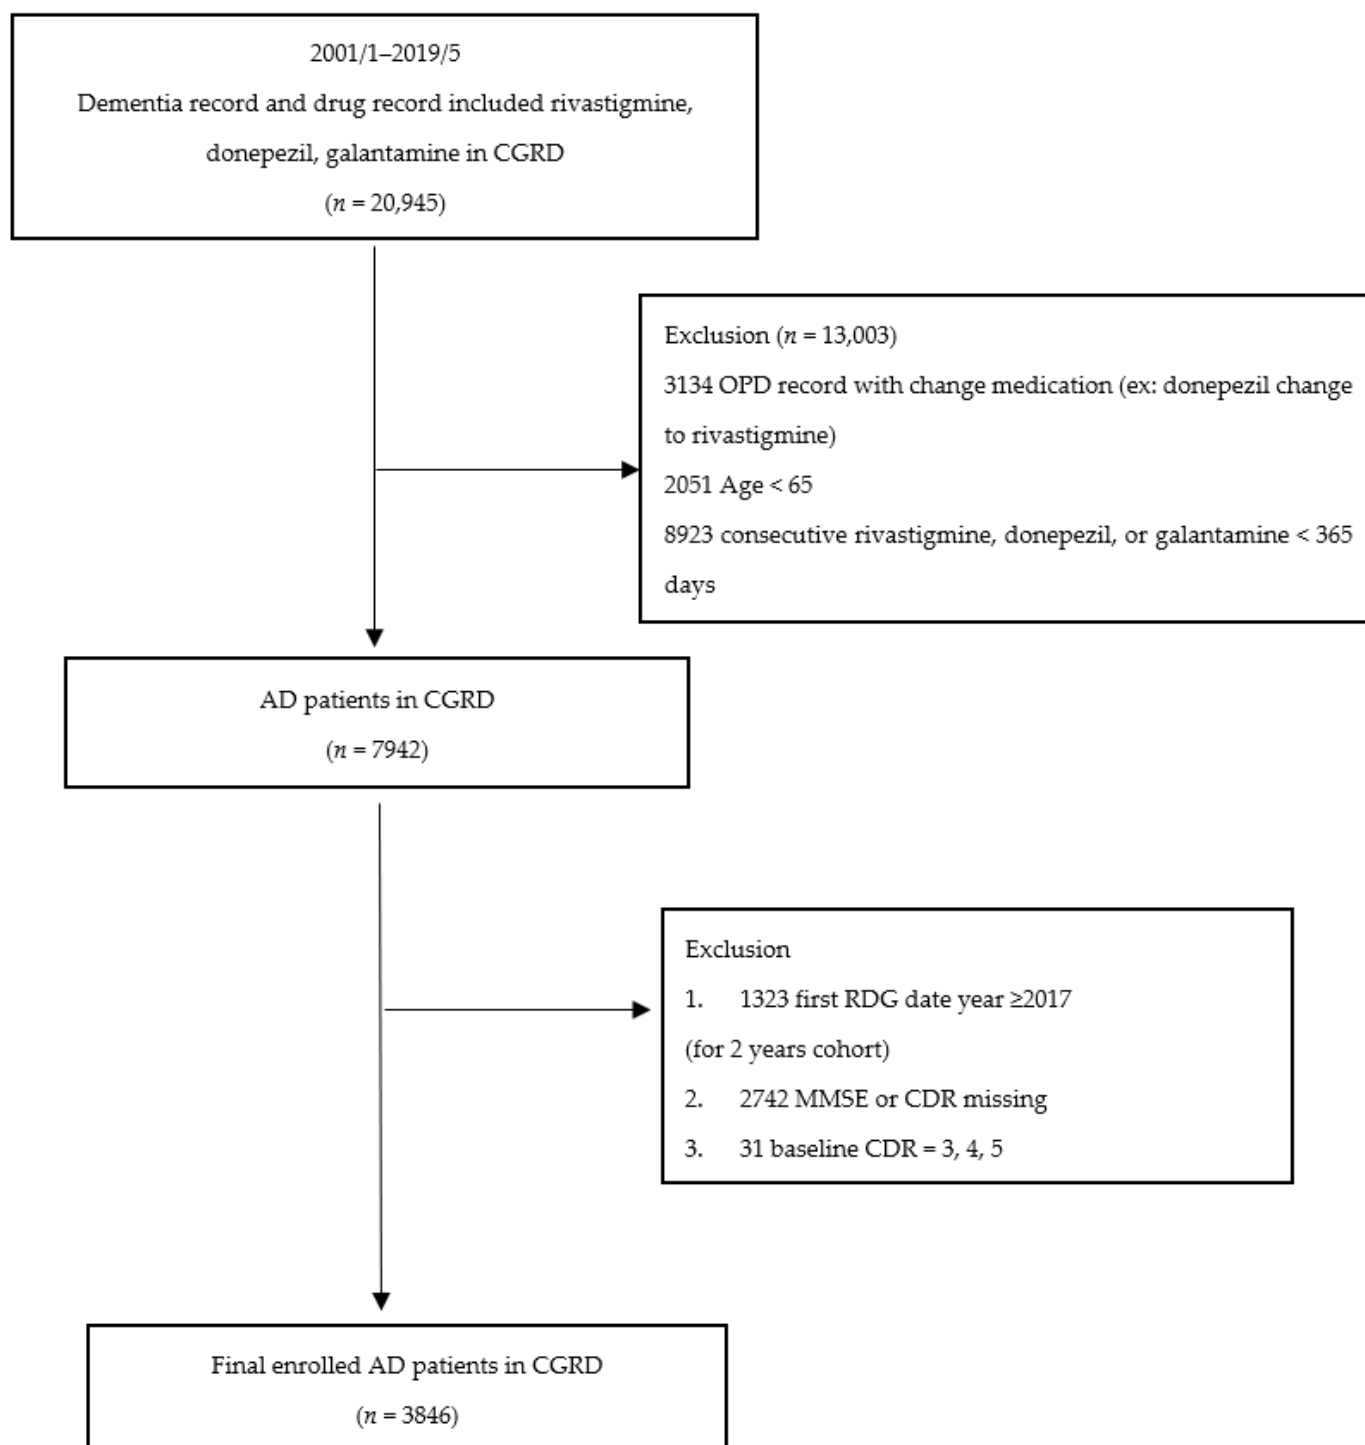 2001/1–2019/5
Dementia record and drug record included rivastigmine,
donepezil, galantamine in CGRD
(n = 20,945)
Exclusion (n = 13,003)
3134 OPD record with change medication (ex: donepezil change
to rivastigmine)
2051 Age < 65
8923 consecutive rivastigmine, donepezil, or galantamine < 365
days
AD patients in CGRD
(n = 7942)
Exclusion
1. 1323 first RDG date year ≥2017
(for 2 years cohort)
2. 2742 MMSE or CDR missing
3. 31 baseline CDR = 3, 4, 5
Final enrolled AD patients in CGRD
(n = 3846)